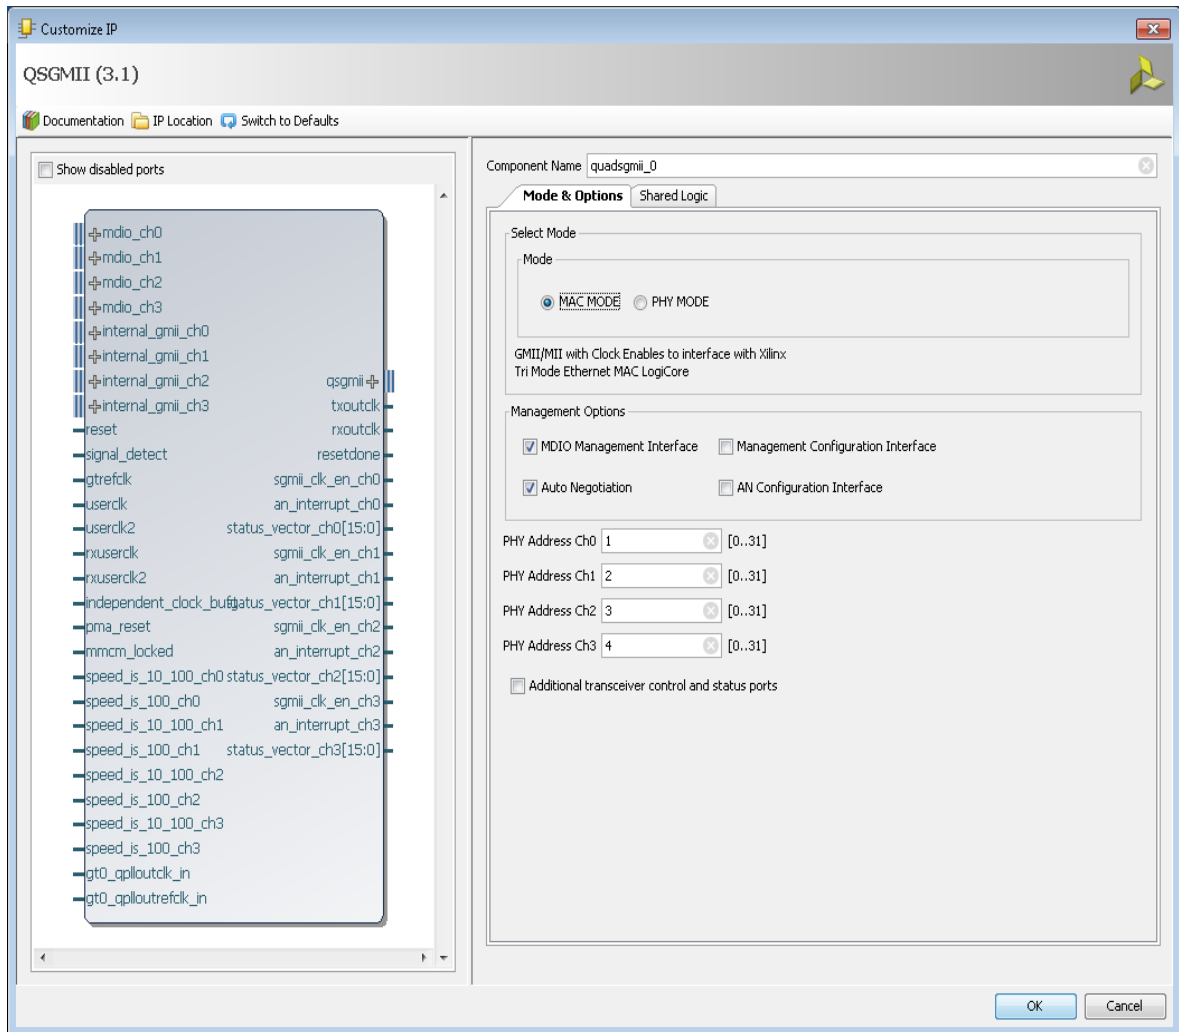 Customize IP
QSGMII (3.1)
Documentation IP Location Switch to Defaults
Show disabled ports
mdio_ch0
mdio_ch1
mdio_ch2
mdio_ch3
internal_gmii_ch0
internal_gmii_ch1
internal_gmii_ch2 qsgmii
internal_gmii_ch3 txoutclk
reset rxoutclk
signal_detect resetdone
gtrefclk sgmii_clk_en_ch0
userclk an_interrupt_ch0
userclk2 status_vector_ch0[15:0]
rxuserclk sgmii_clk_en_ch1
rxuserclk2 an_interrupt_ch1
independent_clock_bufg status_vector_ch1[15:0]
pma_reset sgmii_clk_en_ch2
mmcm_locked an_interrupt_ch2
speed_is_10_100_ch0 status_vector_ch2[15:0]
speed_is_100_ch0 sgmii_clk_en_ch3
speed_is_10_100_ch1 an_interrupt_ch3
speed_is_100_ch1 status_vector_ch3[15:0]
speed_is_10_100_ch2
speed_is_100_ch2
speed_is_10_100_ch3
speed_is_100_ch3
gt0_qplloutclk_in
gt0_qplloutrefclk_in
Component Name quadsgmii_0
Mode & Options Shared Logic
Select Mode
Mode
MAC MODE PHY MODE
GMII/MII with Clock Enables to interface with Xilinx
Tri Mode Ethernet MAC LogiCore
Management Options
MDIO Management Interface Management Configuration Interface
Auto Negotiation AN Configuration Interface
PHY Address Ch0 1 [0..31]
PHY Address Ch1 2 [0..31]
PHY Address Ch2 3 [0..31]
PHY Address Ch3 4 [0..31]
Additional transceiver control and status ports
OK Cancel